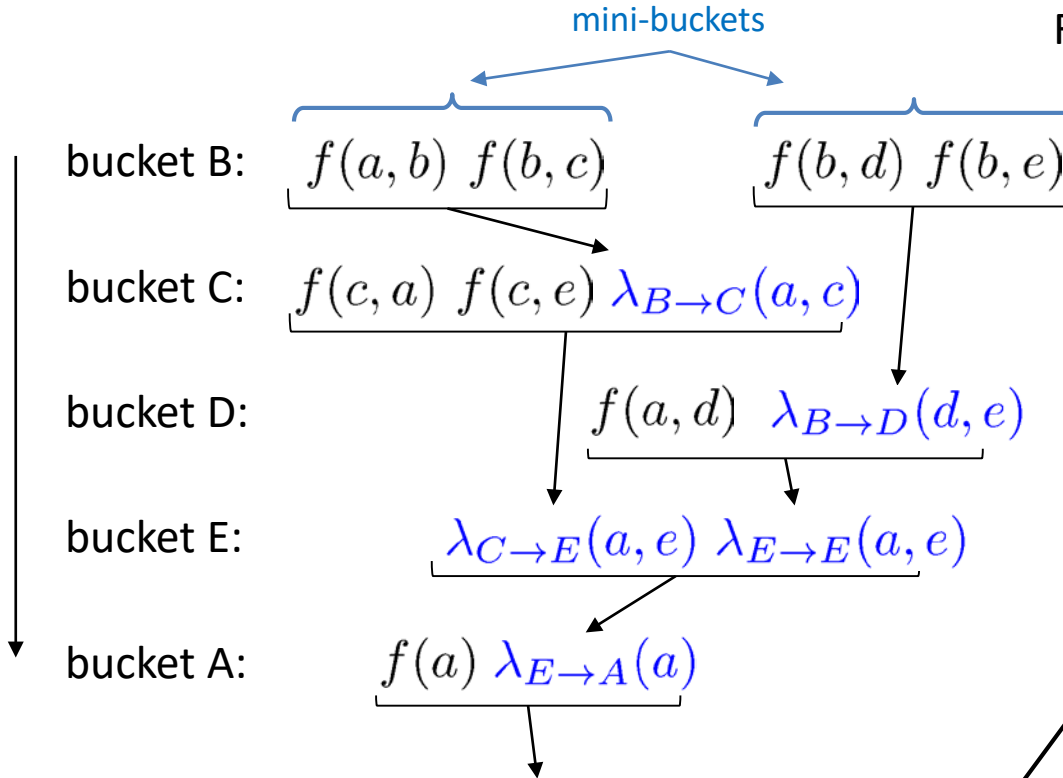 mini-buckets
F
bucket B: f(a, b) f(b, c) f(b, d) f(b, e)
bucket C: f(c, a) f(c, e) λ_{B→C}(a, c)
bucket D: f(a, d) λ_{B→D}(d, e)
bucket E: λ_{C→E}(a, e) λ_{E→E}(a, e)
bucket A: f(a) λ_{E→A}(a)